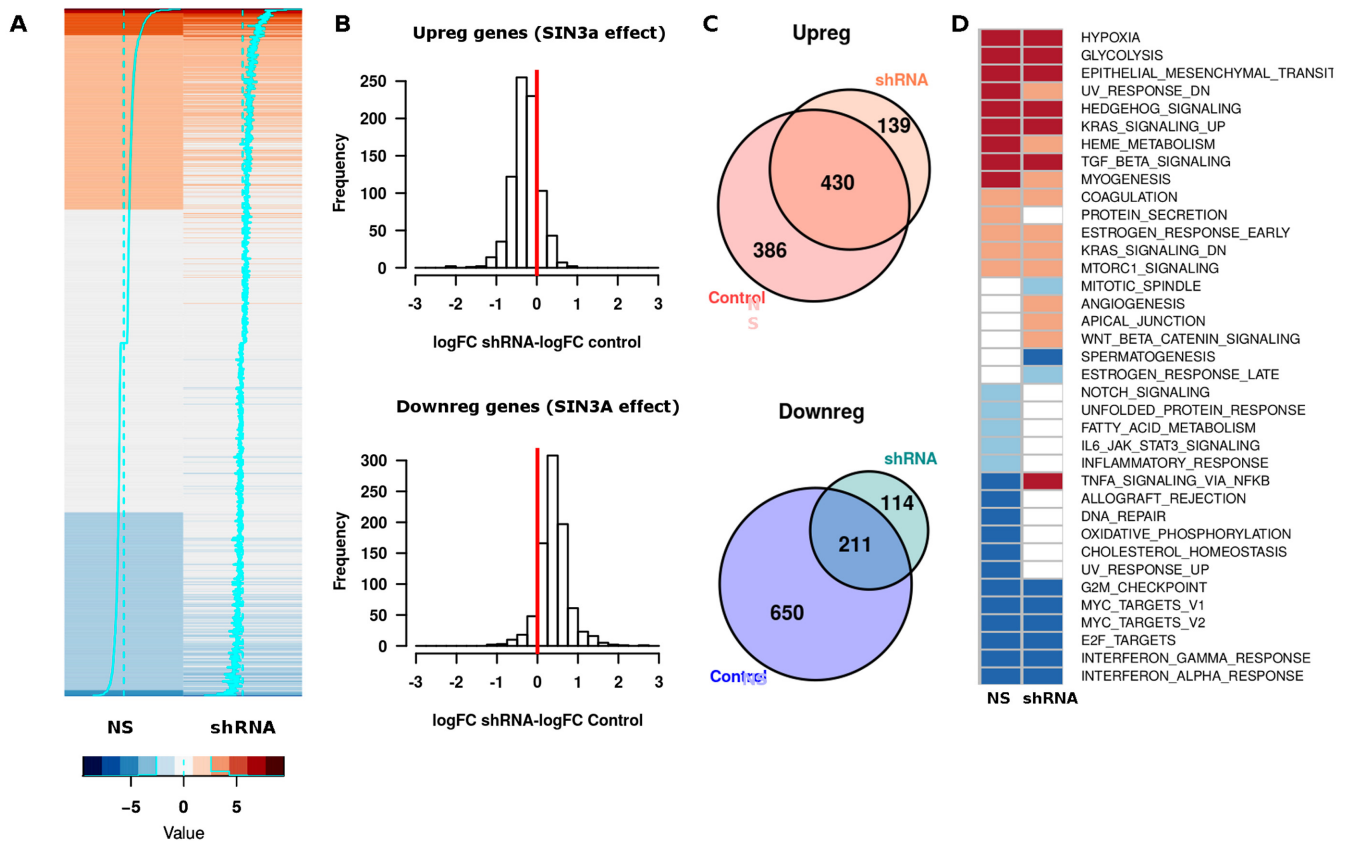 A
NS
shRNA
−5
0
5
Value
B
Upreg genes (SIN3a effect)
Frequency
250
200
150
100
50
0
-3
-2
-1
0
1
2
3
logFC shRNA-logFC control
Downreg genes (SIN3A effect)
Frequency
300
250
200
150
100
50
0
-3
-2
-1
0
1
2
3
logFC shRNA-logFC Control
C
Upreg
shRNA
139
430
386
Control
N
S
Downreg
shRNA
114
211
650
Control
NS
D
HYPOXIA
GLYCOLYSIS
EPITHELIAL_MESENCHYMAL_TRANSIT
UV_RESPONSE_DN
HEDGEHOG_SIGNALING
KRAS_SIGNALING_UP
HEME_METABOLISM
TGF_BETA_SIGNALING
MYOGENESIS
COAGULATION
PROTEIN_SECRETION
ESTROGEN_RESPONSE_EARLY
KRAS_SIGNALING_DN
MTORC1_SIGNALING
MITOTIC_SPINDLE
ANGIOGENESIS
APICAL_JUNCTION
WNT_BETA_CATENIN_SIGNALING
SPERMATOGENESIS
ESTROGEN_RESPONSE_LATE
NOTCH_SIGNALING
UNFOLDED_PROTEIN_RESPONSE
FATTY_ACID_METABOLISM
IL6_JAK_STAT3_SIGNALING
INFLAMMATORY_RESPONSE
TNFA_SIGNALING_VIA_NFKB
ALLOGRAFT_REJECTION
DNA_REPAIR
OXIDATIVE_PHOSPHORYLATION
CHOLESTEROL_HOMEOSTASIS
UV_RESPONSE_UP
G2M_CHECKPOINT
MYC_TARGETS_V1
MYC_TARGETS_V2
E2F_TARGETS
INTERFERON_GAMMA_RESPONSE
INTERFERON_ALPHA_RESPONSE
NS shRNA